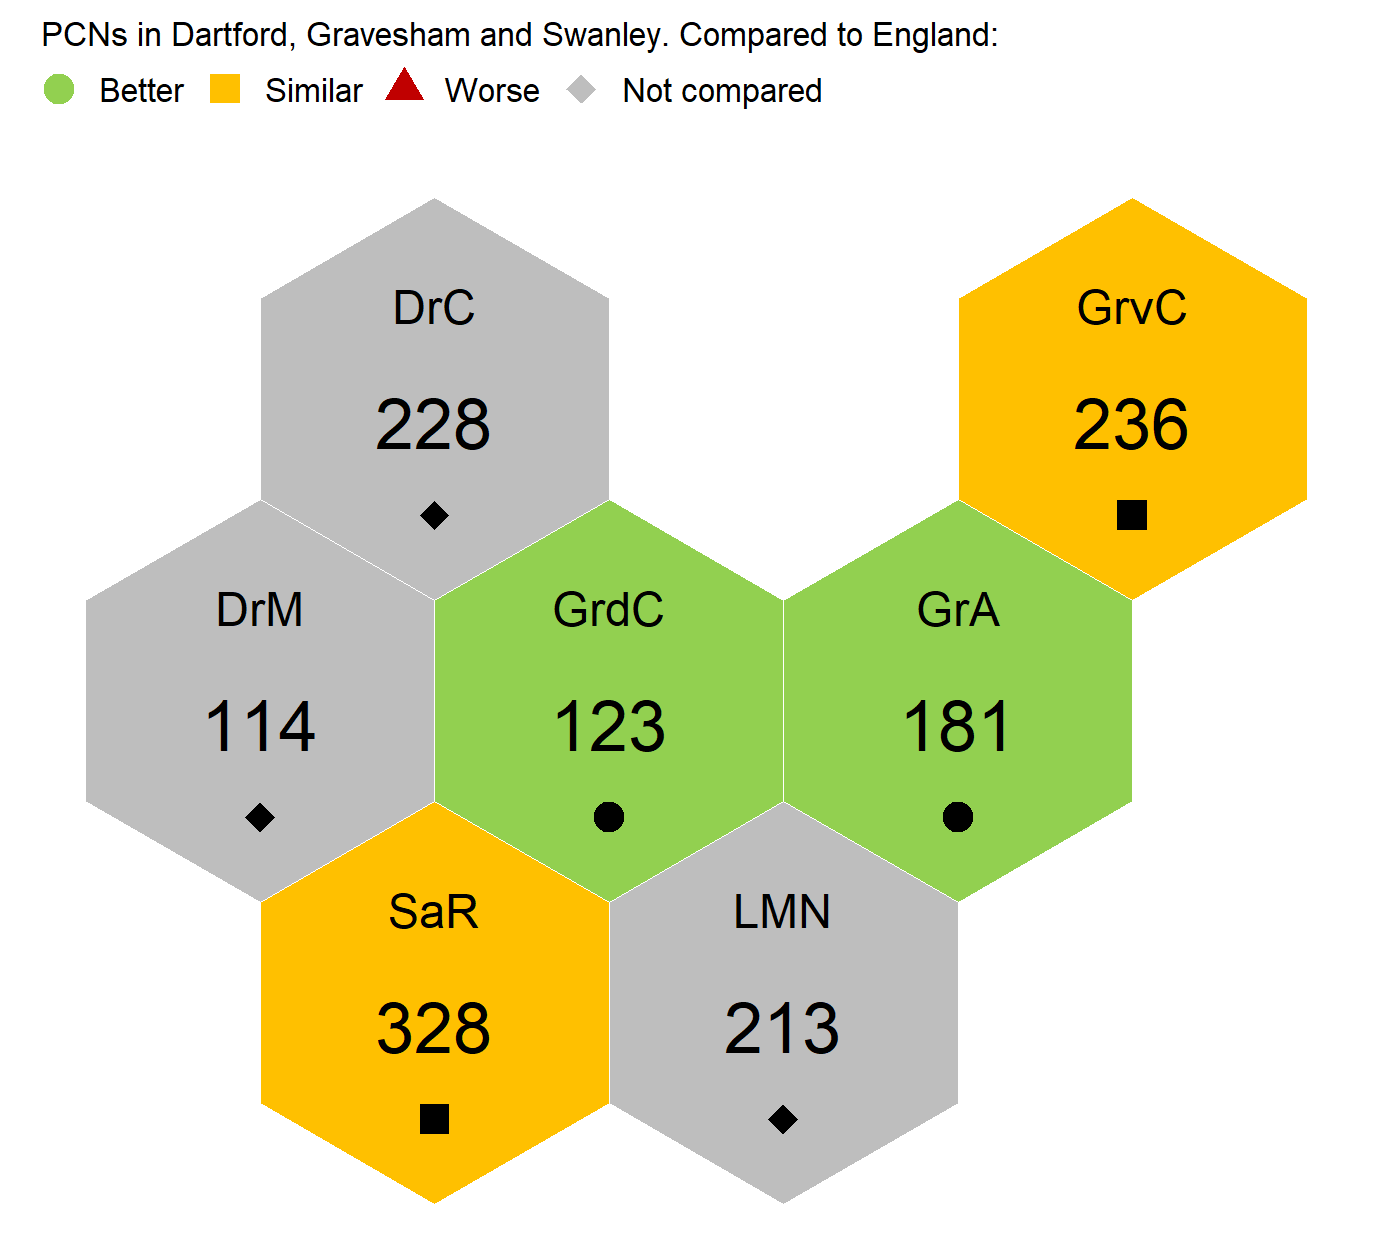 PCNs in Dartford, Gravesham and Swanley. Compared to England:
Better Similar Worse Not compared
DrC
228
GrvC
236
DrM
114
GrdC
123
GrA
181
SaR
328
LMN
213